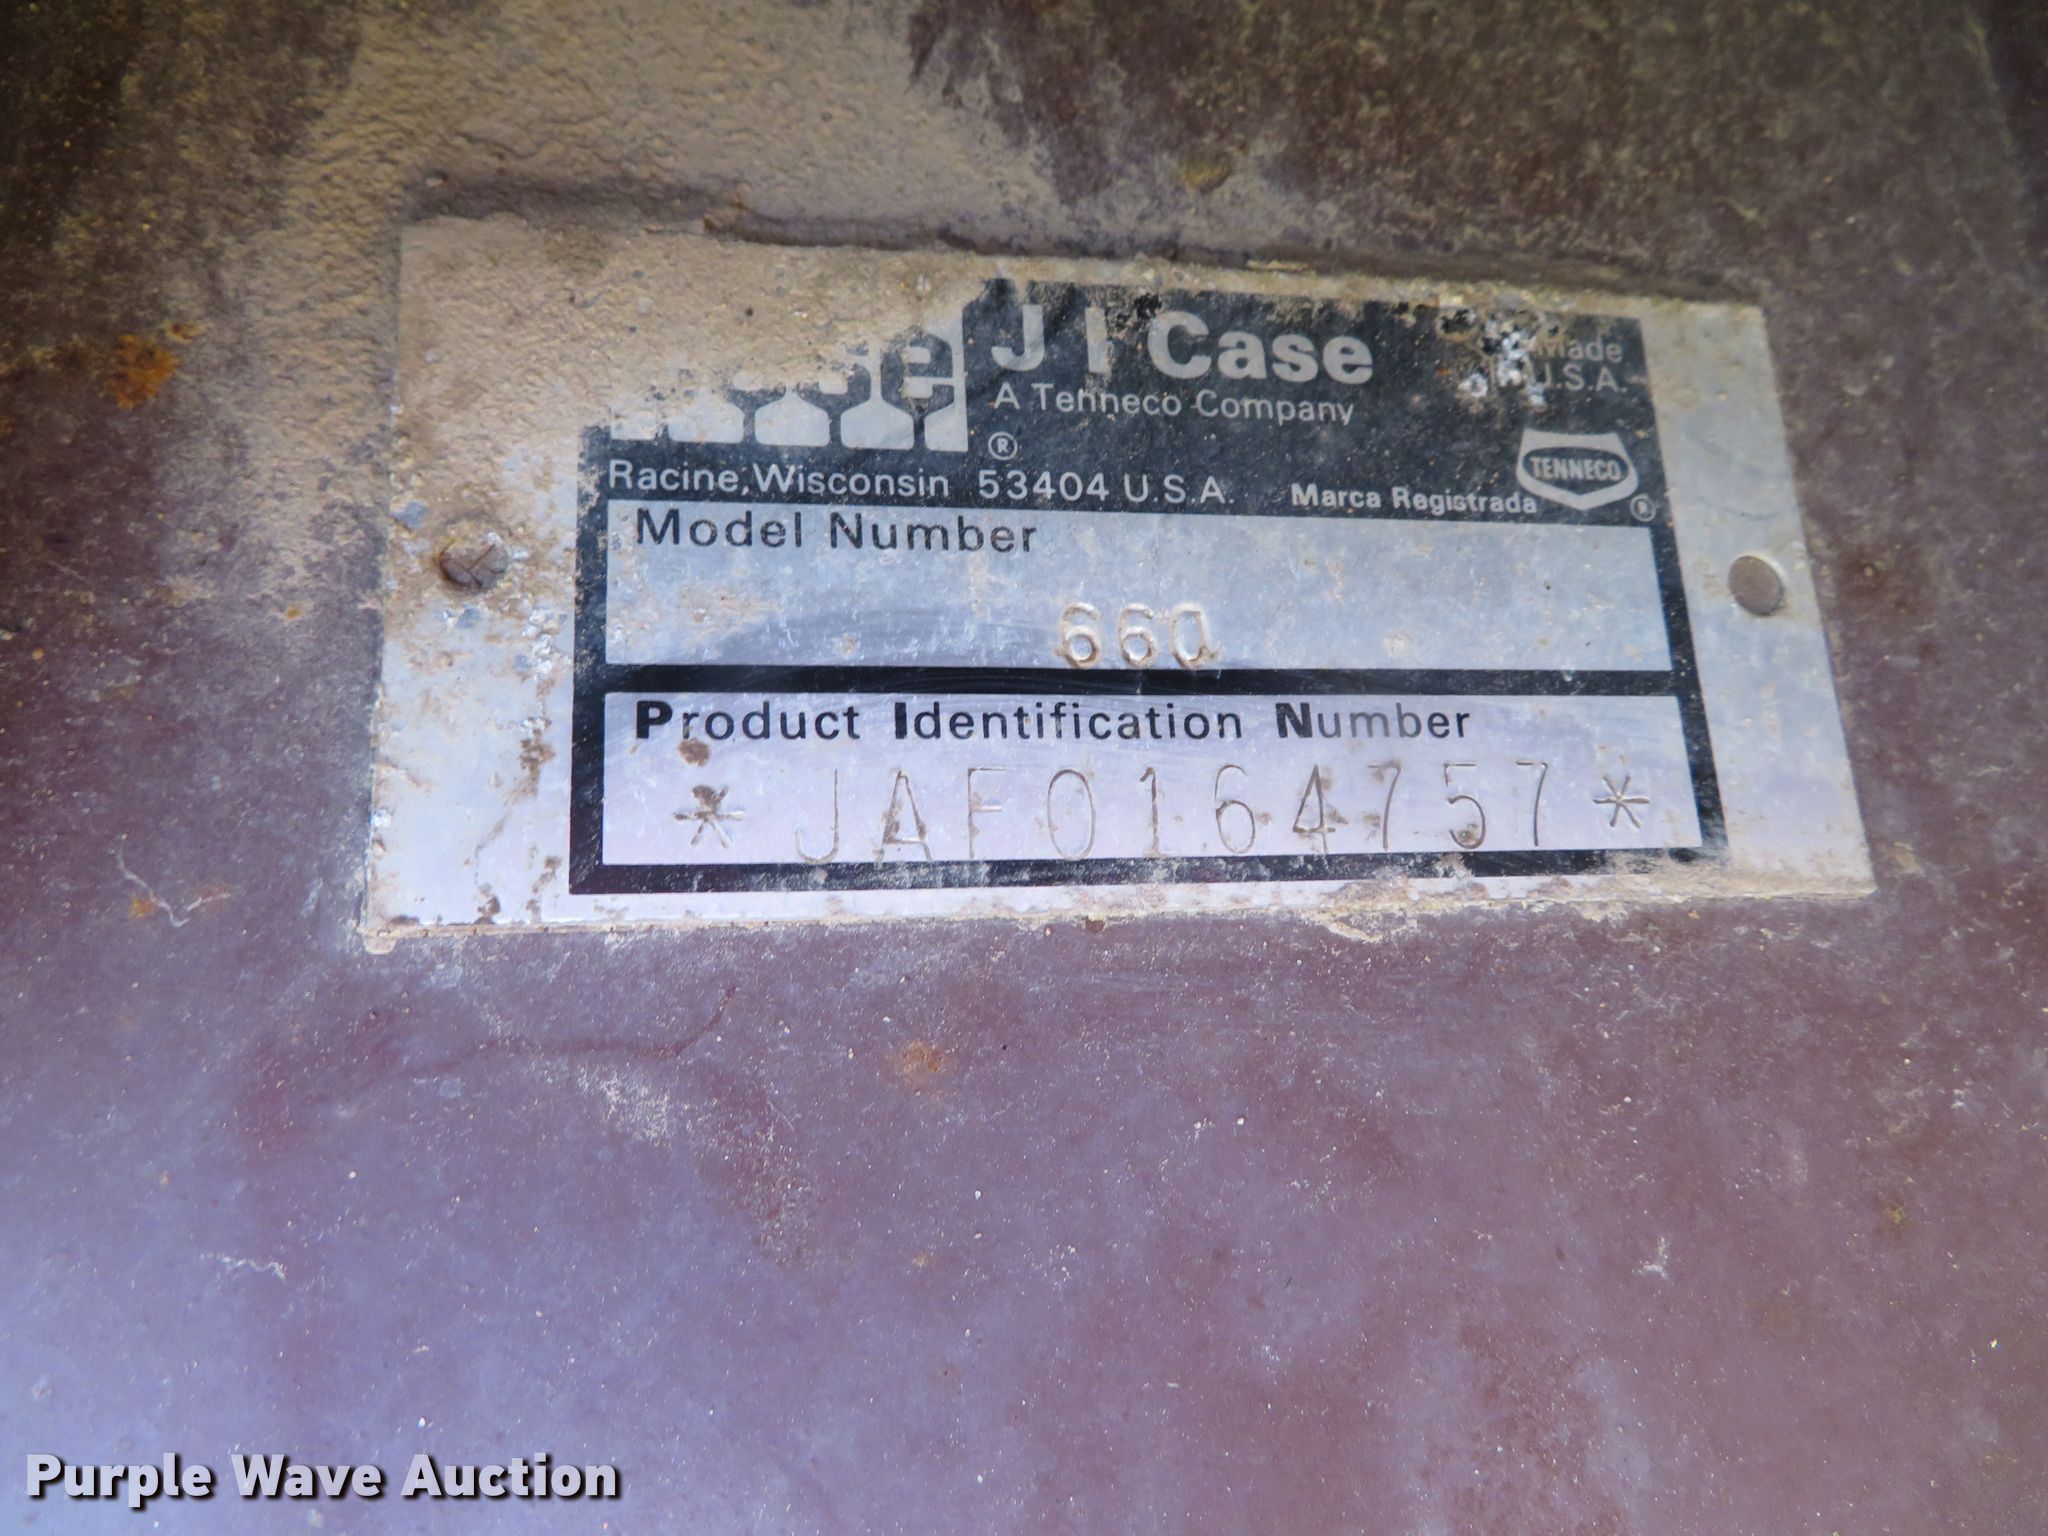 Case
J I Case
Made
U.S.A.
A Tenneco Company
®
TENNECO
Racine, Wisconsin 53404 U.S.A. Marca Registrada ®
Model Number
660
Product Identification Number
*JAF0164757*
Purple Wave Auction